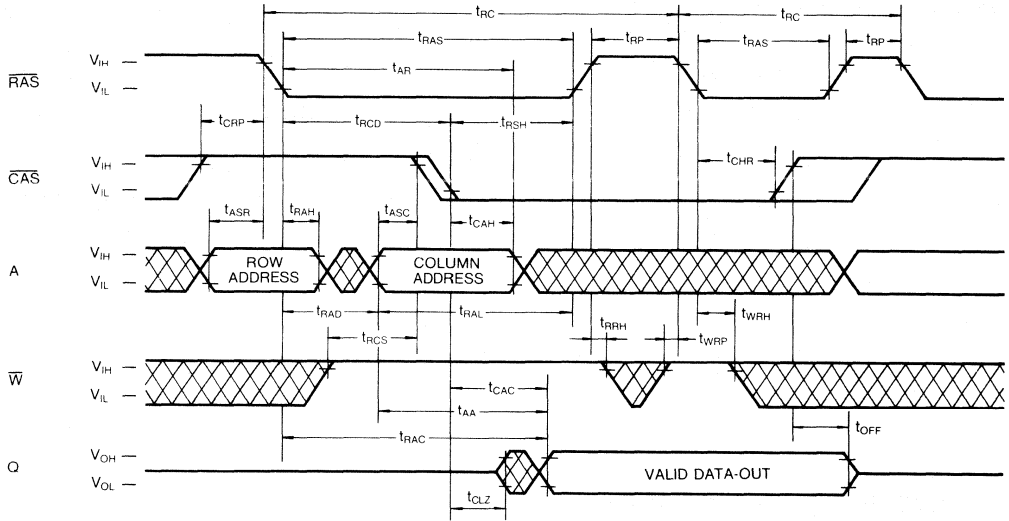 tRC tRC
tRAS tRP tRAS tRP
tAR
RAS VIH
VIL
tCRP tRCD tRSH
CAS VIH
VIL
tCHR
tASR tRAH tASC tCAH
A VIH
VIL
ROW ADDRESS
COLUMN ADDRESS
tRAD tRAL tWRH
tRCS tRRH tWRP
W VIH
VIL
tCAC
tAA
tRAC tOFF
Q VOH
VOL
VALID DATA-OUT
tCLZ